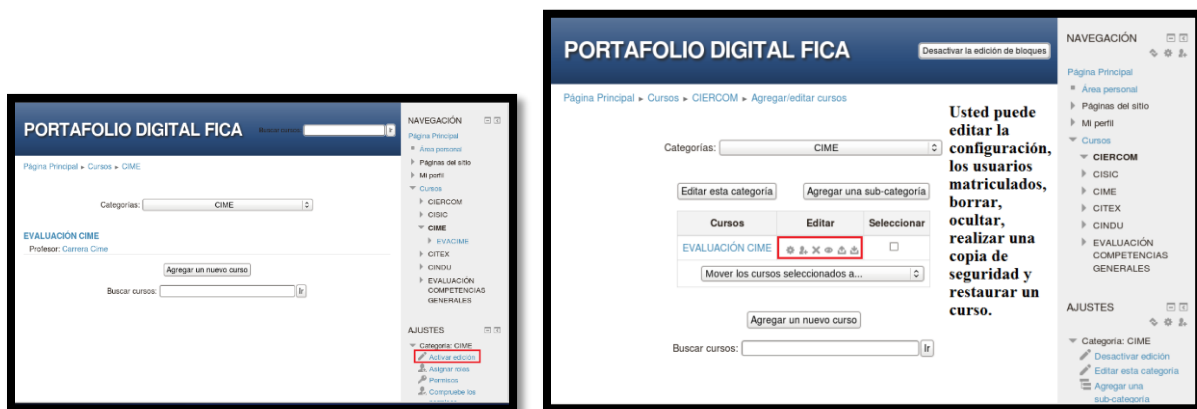 PORTAFOLIO DIGITAL FICA
Buscar cursos:
Ir
Página Principal ▸ Cursos ▸ CIME
Categorías:
CIME
EVALUACIÓN CIME
Profesor: Carrera Cime
Agregar un nuevo curso
Buscar cursos:
Ir
NAVEGACIÓN
Página Principal
Área personal
Páginas del sitio
Mi perfil
Cursos
CIERCOM
CISIC
CIME
EVACIME
CITEX
CINDU
EVALUACIÓN
COMPETENCIAS
GENERALES
AJUSTES
Categoría: CIME
Activar edición
Asignar roles
Permisos
Compruebe los
PORTAFOLIO DIGITAL FICA
Desactivar la edición de bloques
Página Principal ▸ Cursos ▸ CIERCOM ▸ Agregar/editar cursos
Categorías:
CIME
Editar esta categoría
Agregar una sub-categoría
Cursos Editar Seleccionar
EVALUACIÓN CIME
Mover los cursos seleccionados a...
Agregar un nuevo curso
Buscar cursos:
Ir
Usted puede
editar la
configuración,
los usuarios
matriculados,
borrar,
ocultar,
realizar una
copia de
seguridad y
restaurar un
curso.
NAVEGACIÓN
Página Principal
Área personal
Páginas del sitio
Mi perfil
Cursos
CIERCOM
CISIC
CIME
CITEX
CINDU
EVALUACIÓN
COMPETENCIAS
GENERALES
AJUSTES
Categoría: CIME
Desactivar edición
Editar esta categoría
Agregar una
sub-categoría